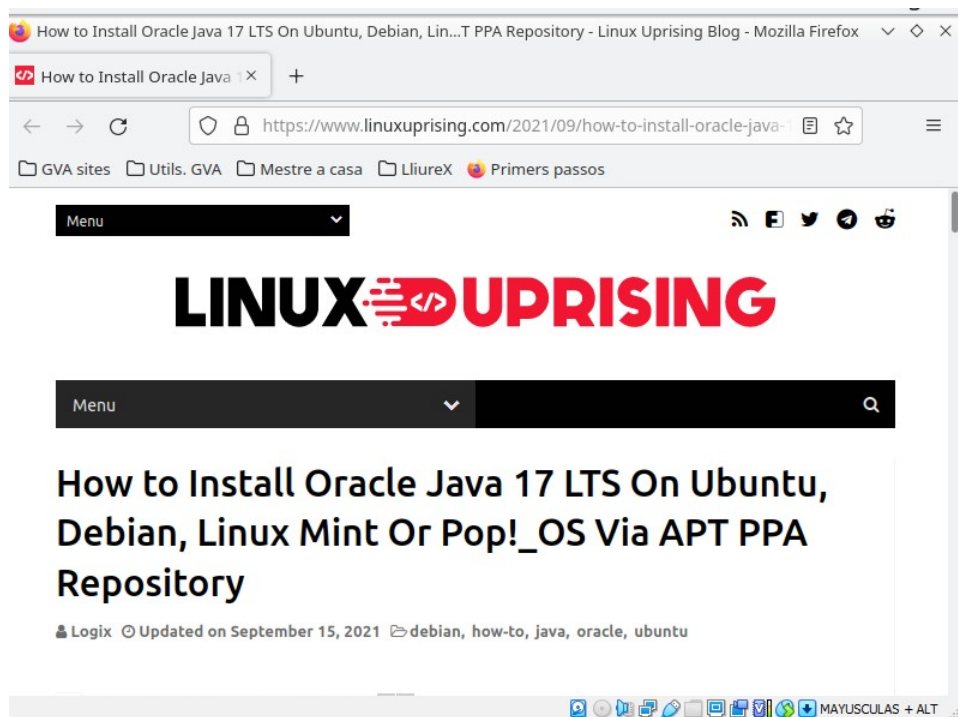 How to Install Oracle Java 17 LTS On Ubuntu, Debian, Lin...T PPA Repository - Linux Uprising Blog - Mozilla Firefox
How to Install Oracle Java 1
https://www.linuxuprising.com/2021/09/how-to-install-oracle-java-1
GVA sites Utils. GVA Mestre a casa LliureX Primers passos
Menu
LINUX </> UPRISING
Menu
How to Install Oracle Java 17 LTS On Ubuntu,
Debian, Linux Mint Or Pop!_OS Via APT PPA
Repository
Logix Updated on September 15, 2021 debian, how-to, java, oracle, ubuntu
MAYUSCULAS + ALT